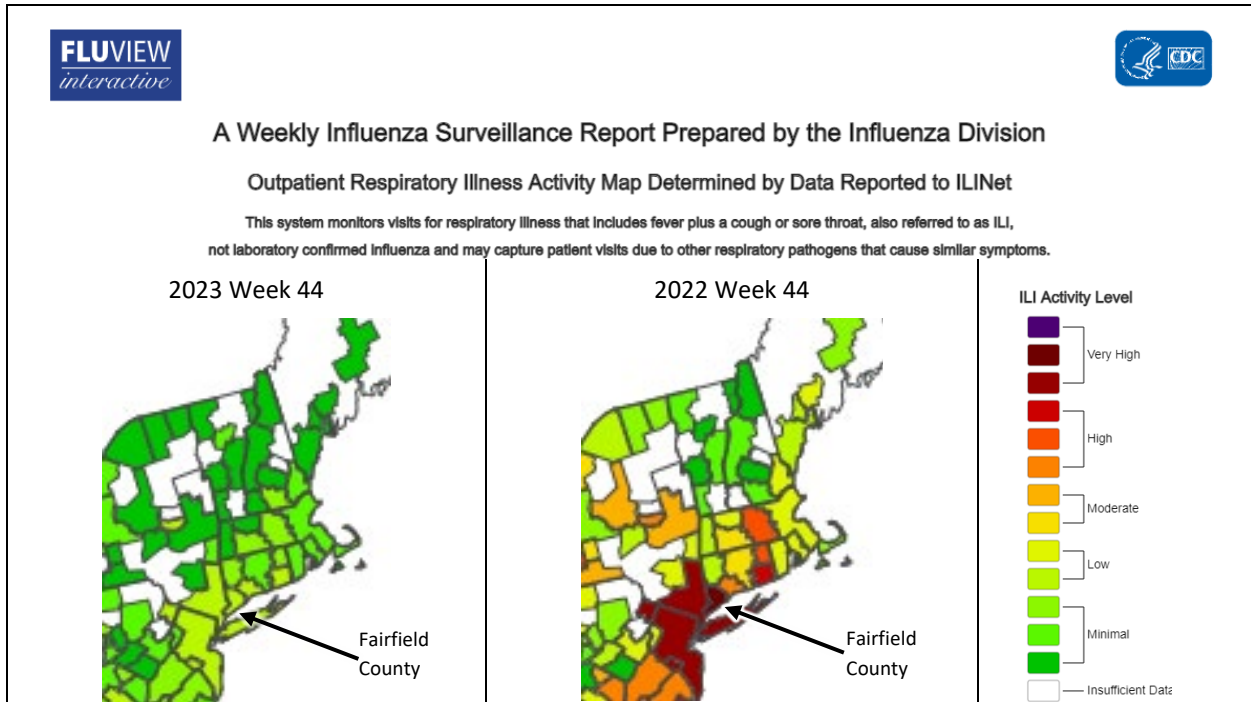 FLUVIEW
interactive
CDC
A Weekly Influenza Surveillance Report Prepared by the Influenza Division
Outpatient Respiratory Illness Activity Map Determined by Data Reported to ILINet
This system monitors visits for respiratory illness that includes fever plus a cough or sore throat, also referred to as ILI,
not laboratory confirmed influenza and may capture patient visits due to other respiratory pathogens that cause similar symptoms.
2023 Week 44
Fairfield
County
2022 Week 44
Fairfield
County
ILI Activity Level
Very High
High
Moderate
Low
Minimal
Insufficient Data